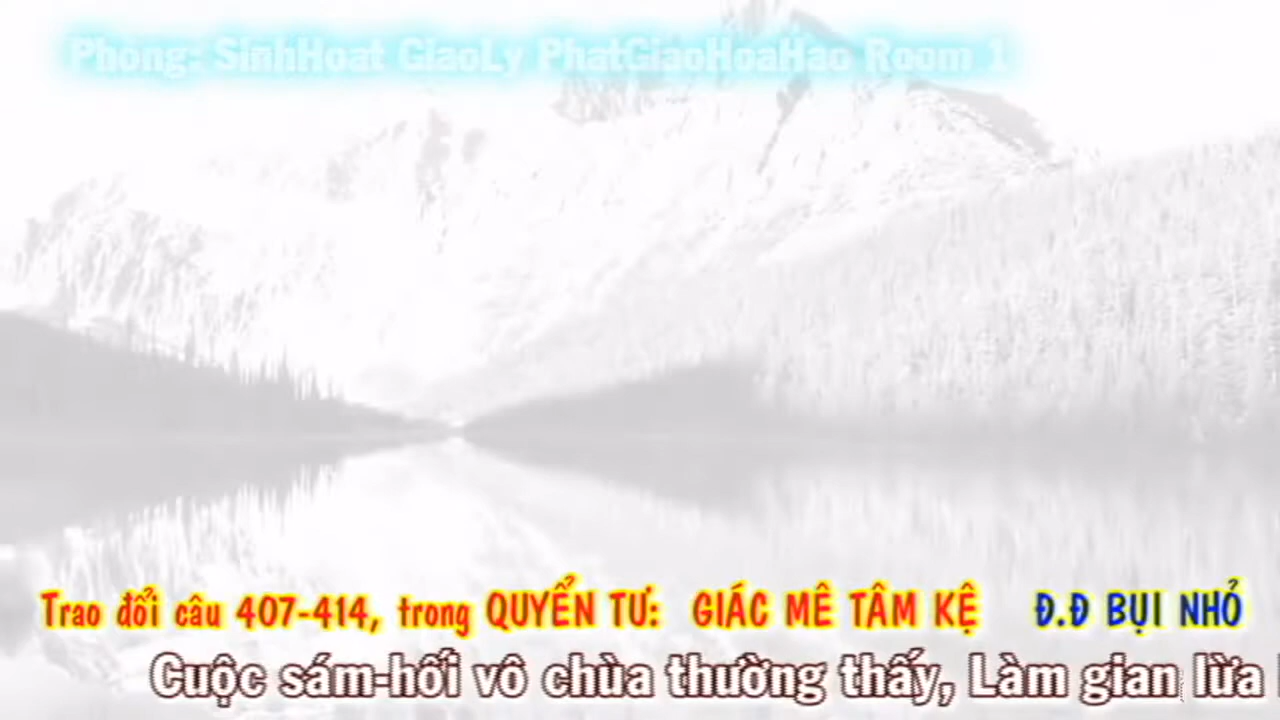 Phòng: SinhHoat GiaoLy PhatGiaoHoaHao Room 1
Trao đổi câu 407-414, trong QUYỂN TƯ: GIÁC MÊ TÂM KỆ Đ.Đ BỤI NHỎ
Cuộc sám-hối vô chùa thường thấy, Làm gian lừa